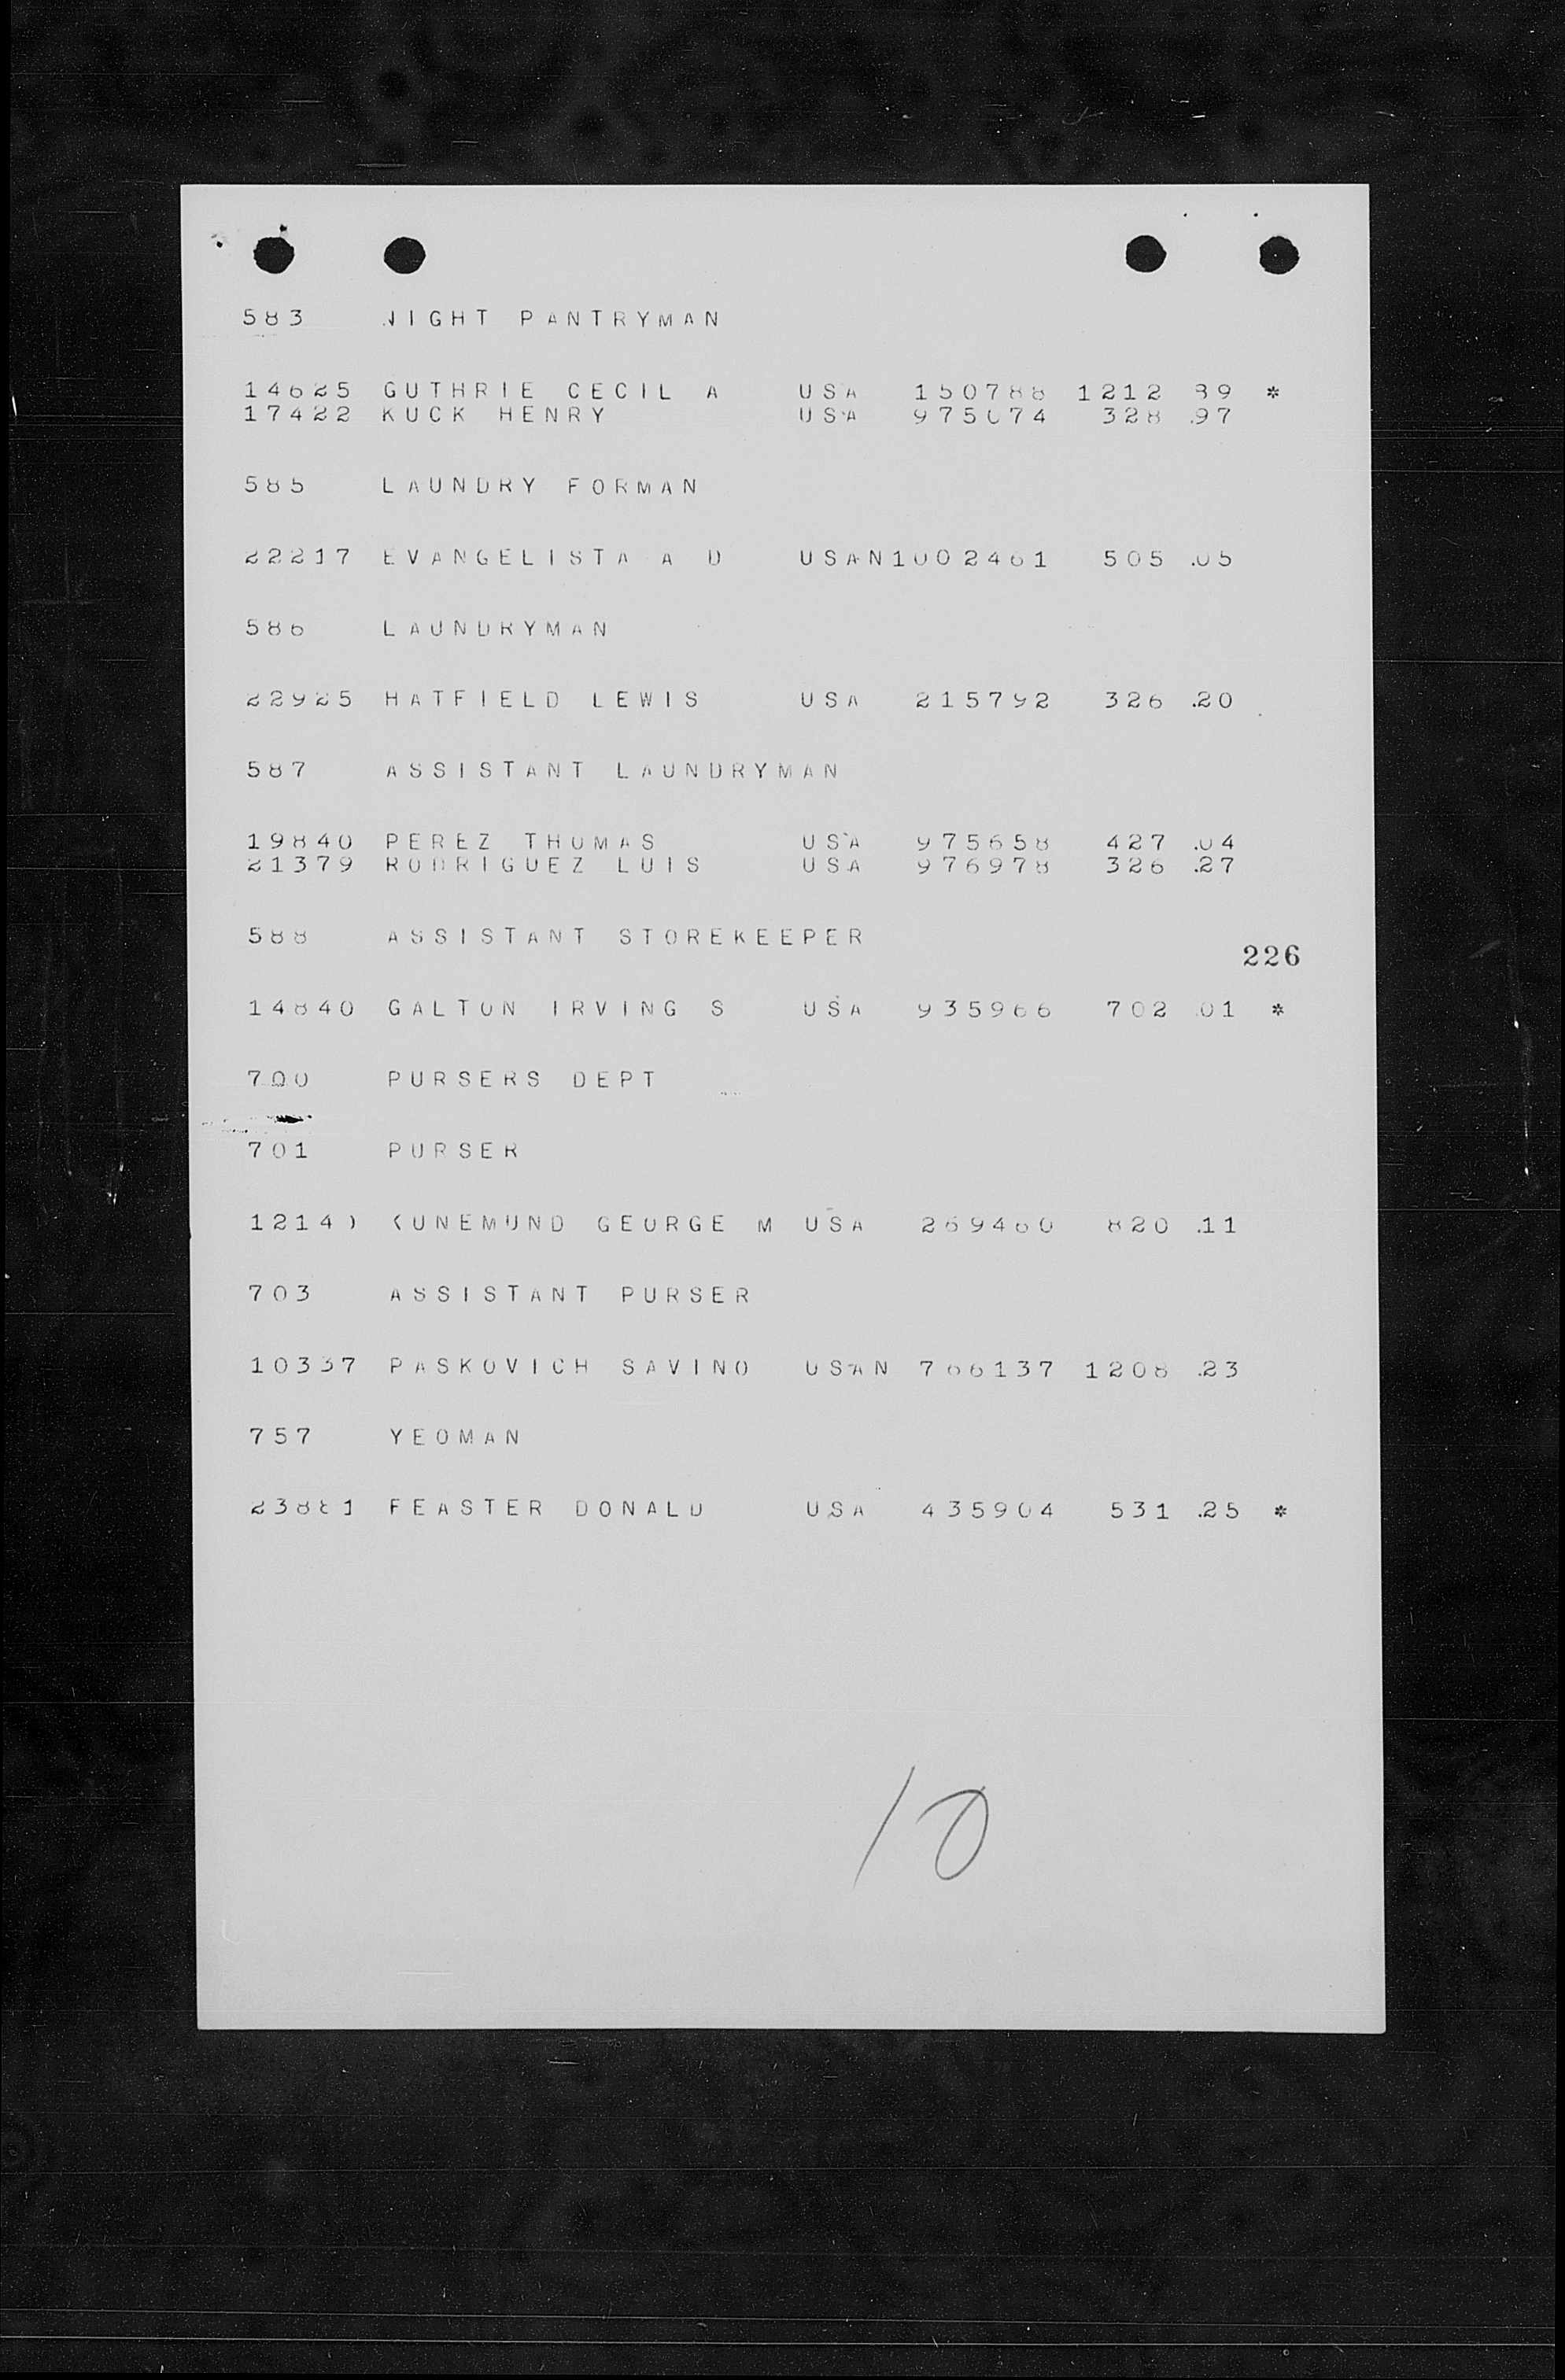 583 NIGHT PANTRYMAN
14625 GUTHRIE CECIL A USA 150788 1212 89 *
17422 KUCK HENRY USA 975074 328 .97
585 LAUNDRY FORMAN
22217 EVANGELISTA A D USAN1002461 505 .05
586 LAUNDRYMAN
22925 HATFIELD LEWIS USA 215792 326 .20
587 ASSISTANT LAUNDRYMAN
19840 PEREZ THOMAS USA 975658 427 .04
21379 RODRIGUEZ LUIS USA 976978 326 .27
588 ASSISTANT STOREKEEPER
226
14840 GALTON IRVING S USA 935966 702 01 *
700 PURSERS DEPT
701 PURSER
12140 KUNEMUND GEORGE M USA 269460 820 .11
703 ASSISTANT PURSER
10337 PASKOVICH SAVINO USAN 766137 1208 .23
757 YEOMAN
23881 FEASTER DONALD USA 435904 531 .25 *
10